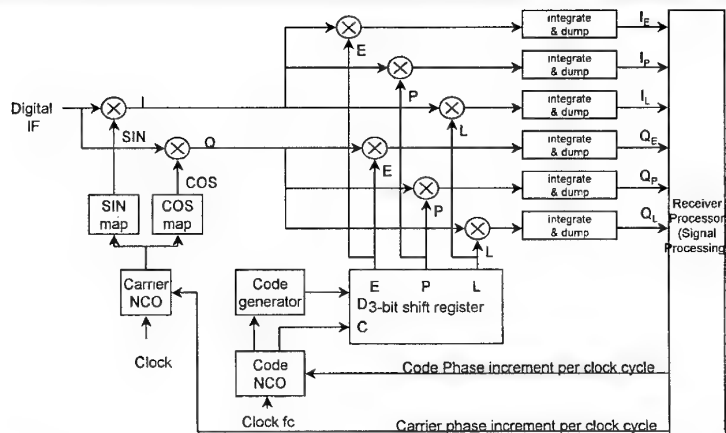 integrate
& dump
I_E
E
integrate
& dump
I_P
P
Digital
IF
I
integrate
& dump
I_L
L
SIN
Q
integrate
& dump
Q_E
E
COS
integrate
& dump
Q_P
P
SIN
map
COS
map
integrate
& dump
Q_L
L
Receiver
Processor
(Signal
Processing)
Carrier
NCO
Code
generator
E P L
D 3-bit shift register
C
Clock
Code
NCO
Code Phase increment per clock cycle
Clock fc
Carrier phase increment per clock cycle